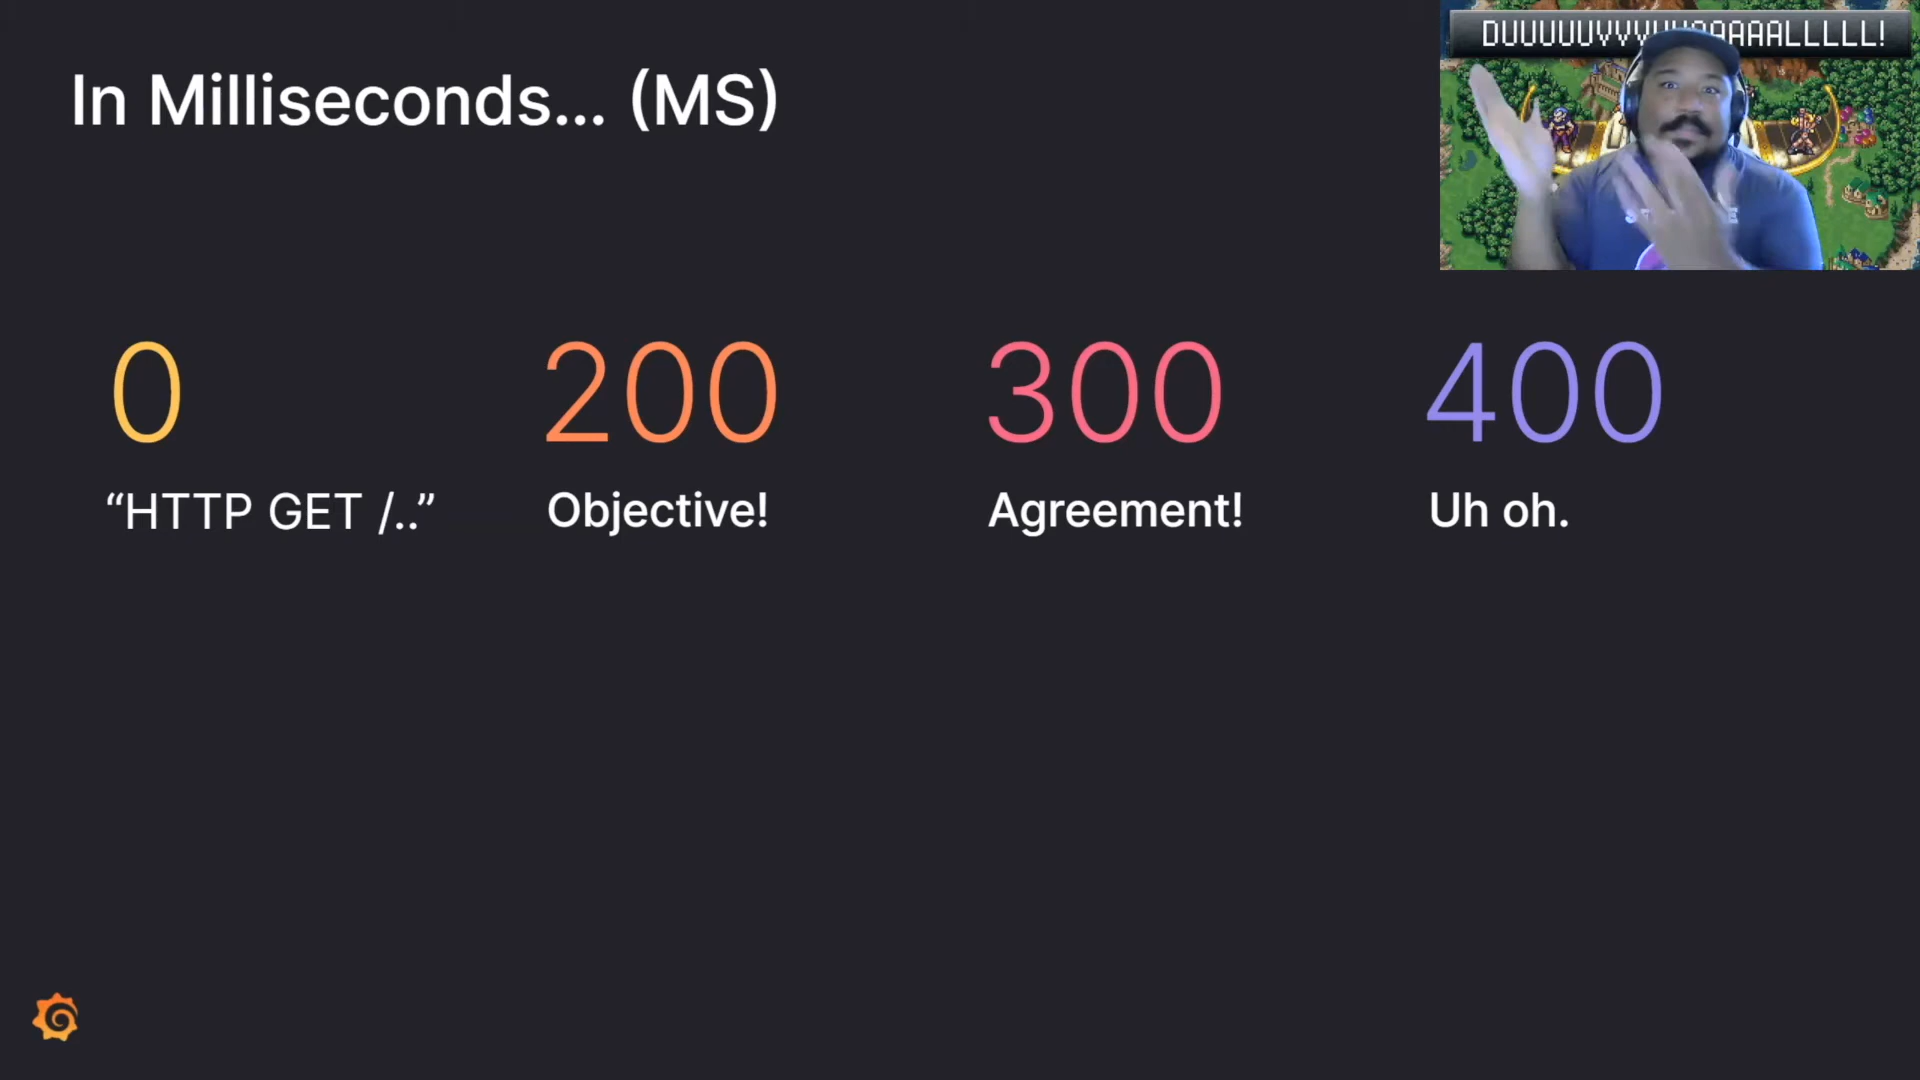 In Milliseconds... (MS)
0
“HTTP GET /..”
200
Objective!
300
Agreement!
400
Uh oh.